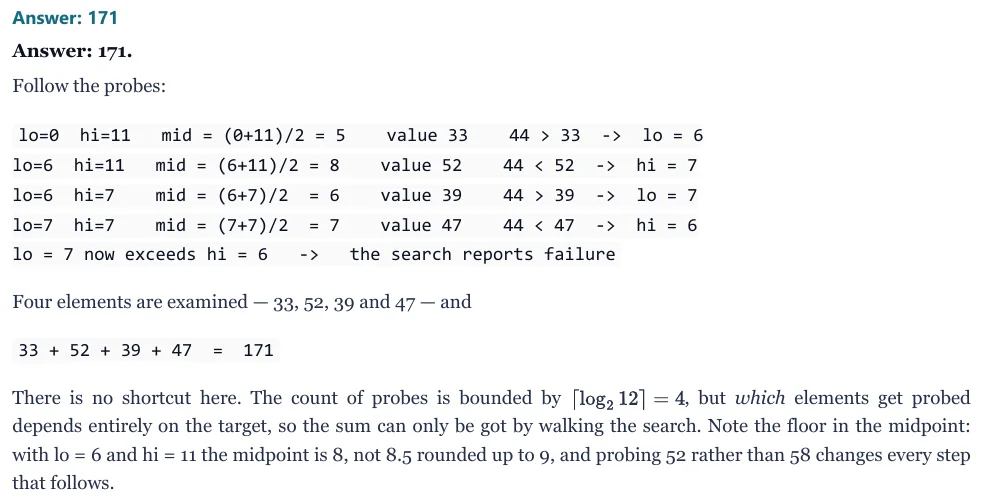 Answer: 171
Answer: 171.
Follow the probes:
lo=0  hi=11   mid = (0+11)/2 = 5    value 33    44 > 33  ->  lo = 6
lo=6  hi=11   mid = (6+11)/2 = 8    value 52    44 < 52  ->  hi = 7
lo=6  hi=7    mid = (6+7)/2  = 6    value 39    44 > 39  ->  lo = 7
lo=7  hi=7    mid = (7+7)/2  = 7    value 47    44 < 47  ->  hi = 6
lo = 7 now exceeds hi = 6   ->   the search reports failure
Four elements are examined — 33, 52, 39 and 47 — and
33 + 52 + 39 + 47  =  171
There is no shortcut here. The count of probes is bounded by ⌈log₂ 12⌉ = 4, but which elements get probed
depends entirely on the target, so the sum can only be got by walking the search. Note the floor in the midpoint:
with lo = 6 and hi = 11 the midpoint is 8, not 8.5 rounded up to 9, and probing 52 rather than 58 changes every step
that follows.